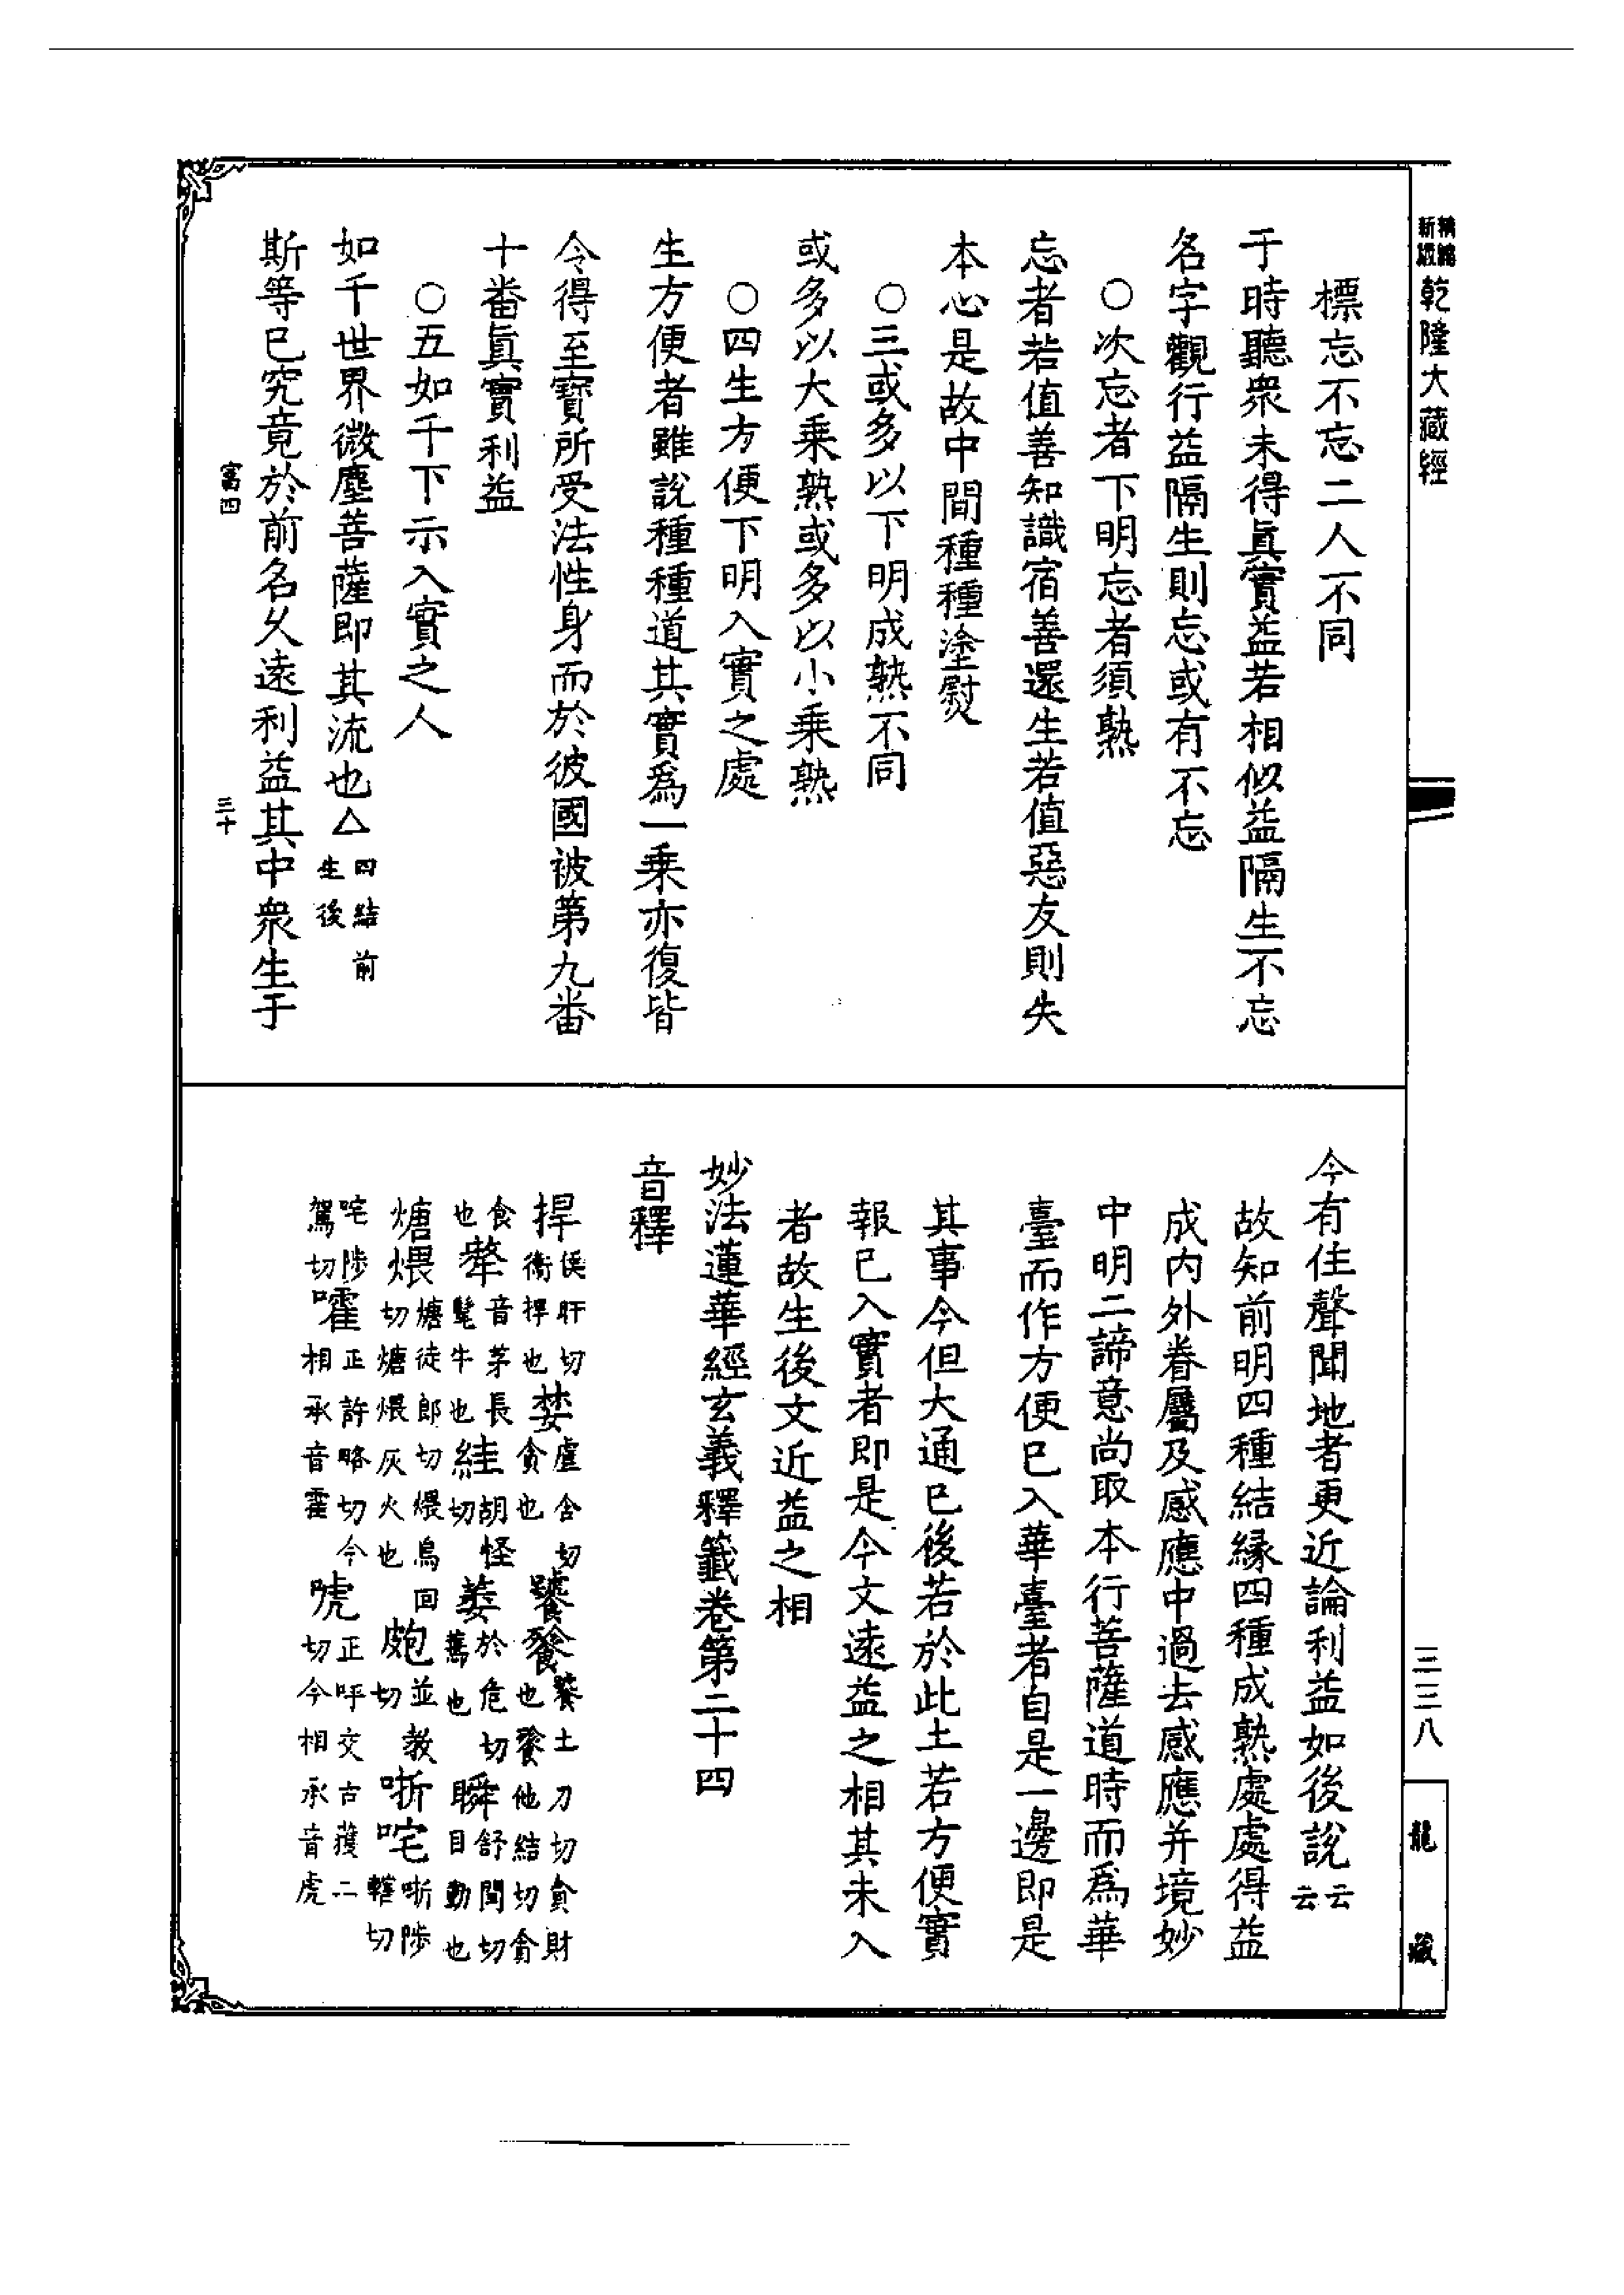 新編縮版乾隆大藏經
標忘不忘二人不同
于時聽衆未得眞實益若相似益隔生不忘
名字觀行益隔生則忘或有不忘
○次忘者下明忘者須熟
忘者若值善知識宿善還生若值惡友則失
本心是故中間種種塗熨
○三或多以下明成熟不同
或多以大乘熟或多以小乘熟
○四生方便下明入實之處
生方便者雖說種種道其實爲一乘亦復皆
令得至寶所受法性身而於彼國被第九番
十番眞實利益
○五如千下示入實之人
如千世界微塵菩薩即其流也△四結前生後
斯等已究竟於前名久遠利益其中衆生于
富四 三十
今有住聲聞地者更近論利益如後說云云
故知前明四種結緣四種成熟處處得益
成內外眷屬及感應中過去感應并境妙
中明二諦意尚取本行菩薩道時而爲華
臺而作方便已入華臺者自是一邊即是
其事今但大通已後若於此土若方便實
報已入實者即是今文遠益之相其未入
者故生後文近益之相
妙法蓮華經玄義釋籤卷第二十四
音釋
捍侯旰切衛捍也婪盧含切貪也饕餮饕土刀切貪財也餮他結切貪
食也犛音茅長髦牛也絓胡怪切萎於危切蔫也瞬舒閏切目動也
煻煨煻徒郎切煨烏回切煻煨灰火也皰並教切㗭咤㗭陟轄切
咤陟駕切嚯正許略切今相承音霍唬正呼交古獲二切今相承音虎
三三八
龍藏